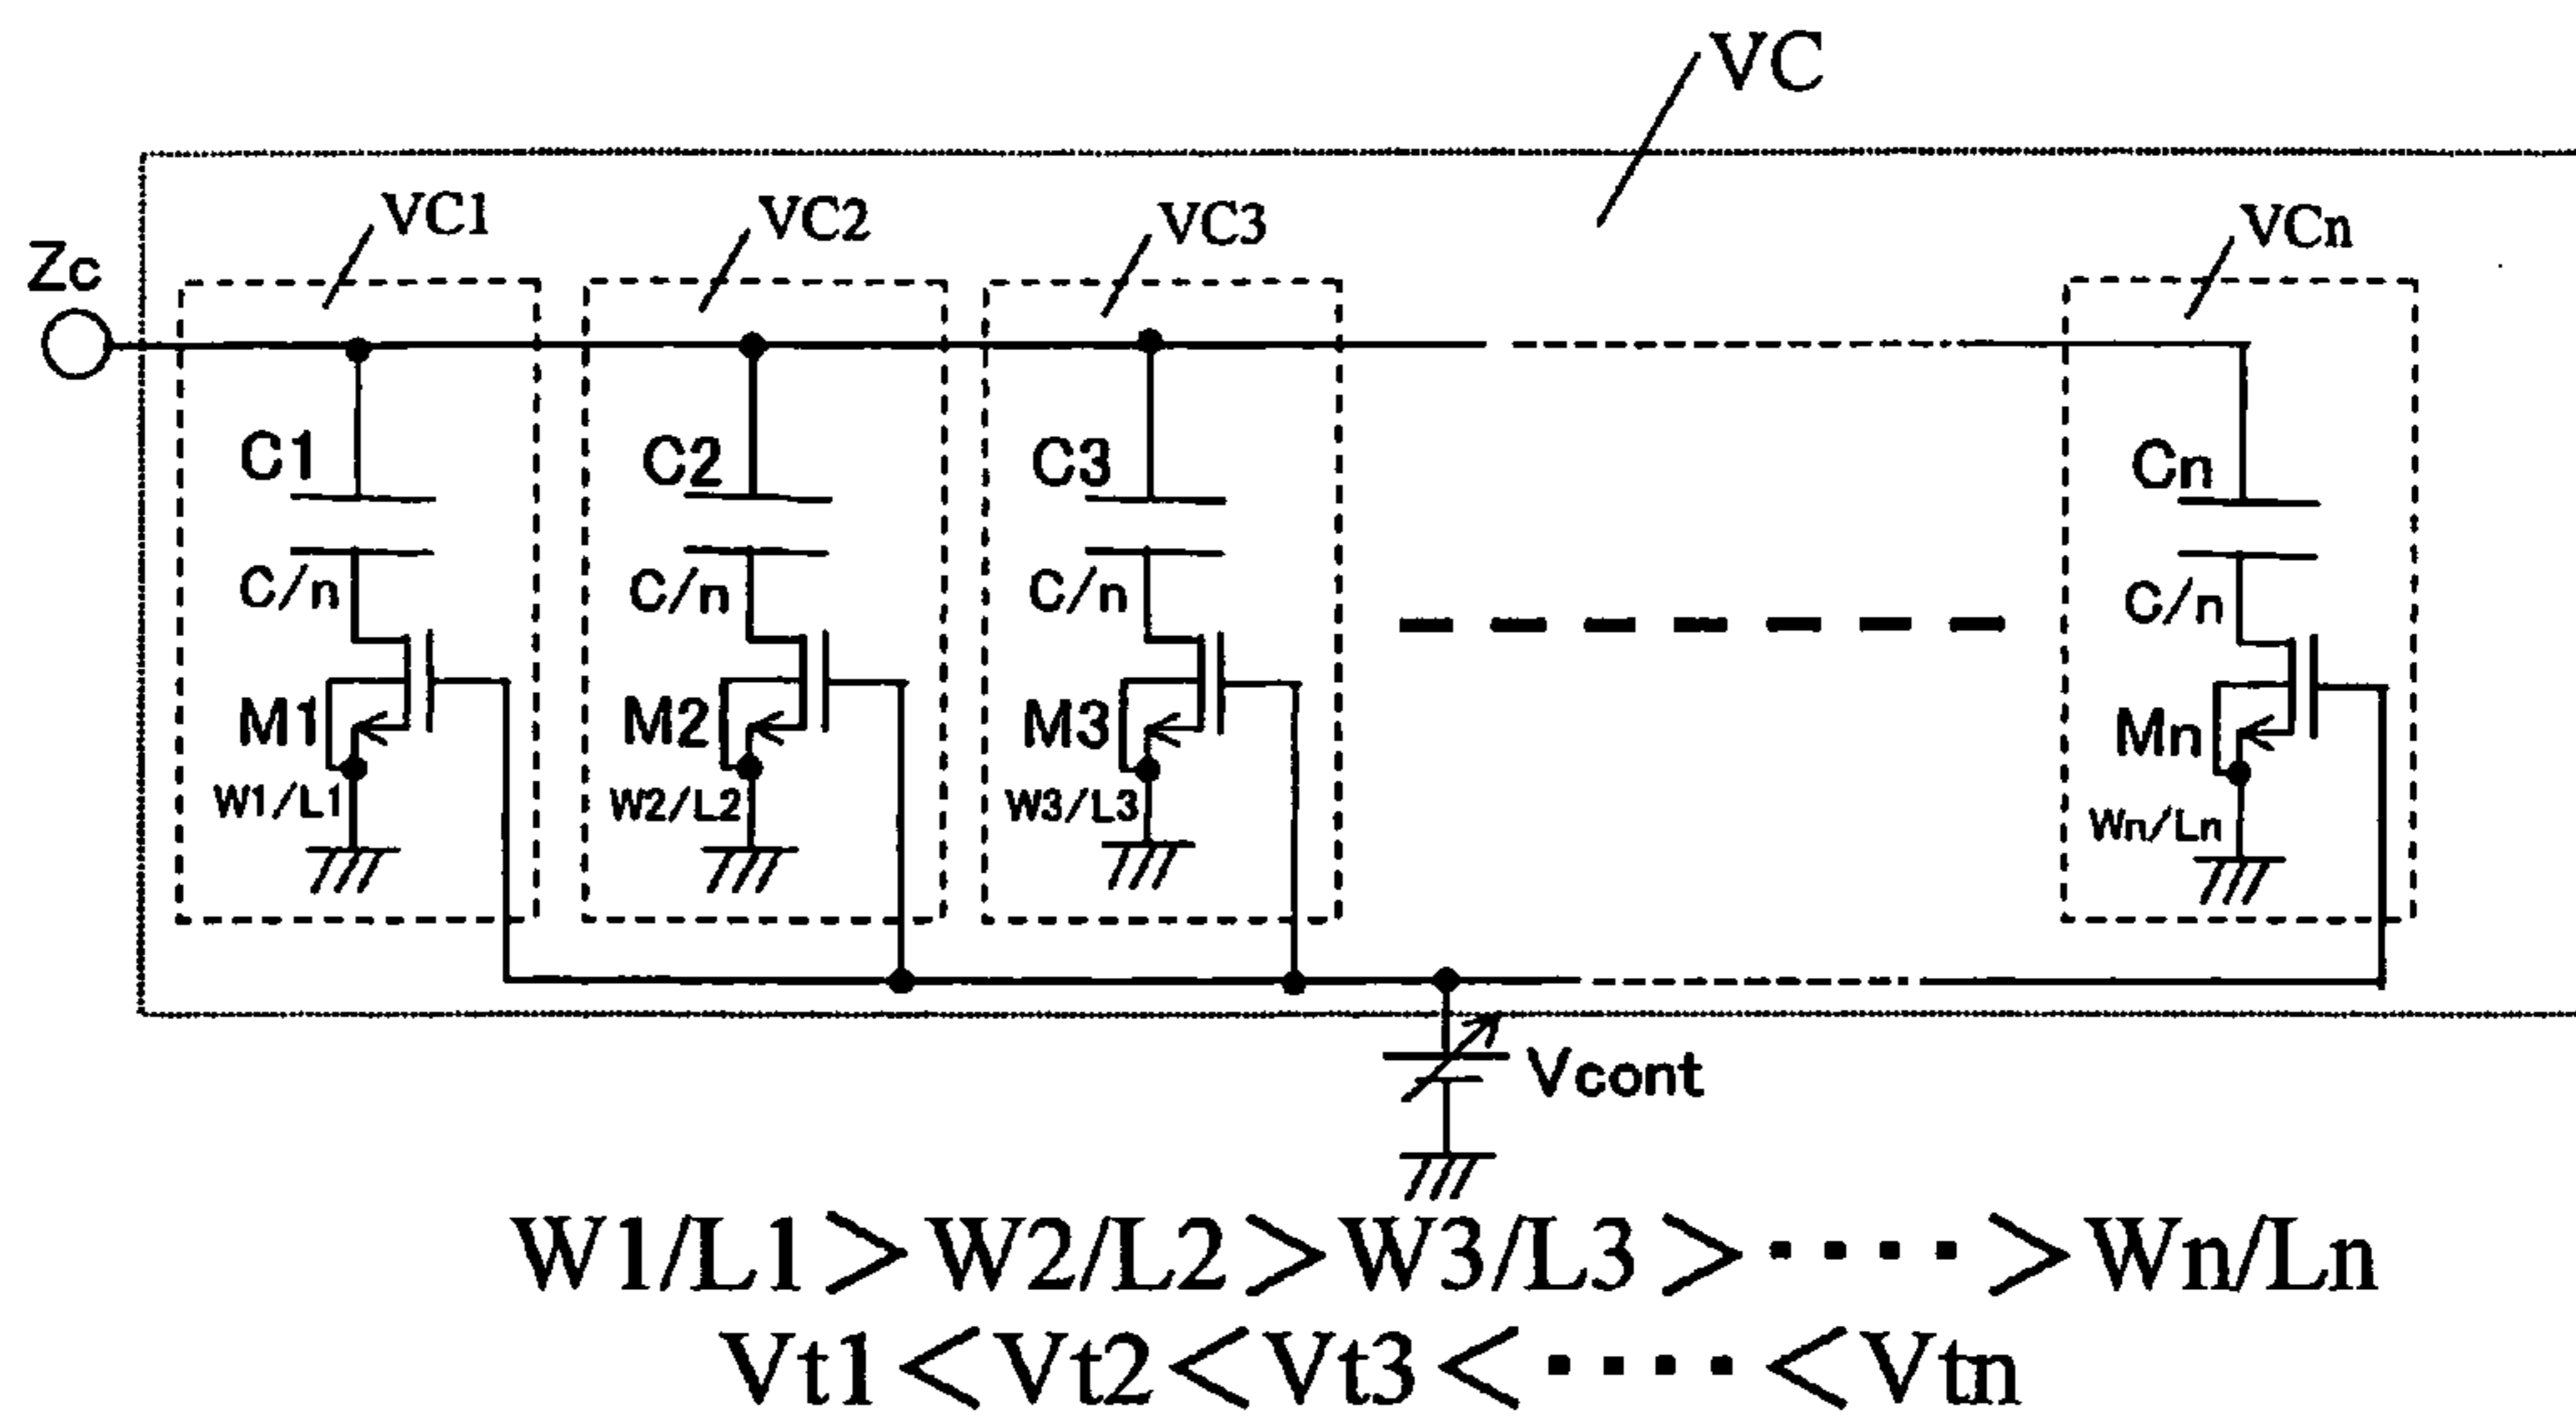 VC
VC1 VC2 VC3 VCn
Zc
C1 C2 C3 Cn
C/n C/n C/n C/n
M1 M2 M3 Mn
W1/L1 W2/L2 W3/L3 Wn/Ln
Vcont
W1/L1>W2/L2>W3/L3>････>Wn/Ln
Vt1<Vt2<Vt3<････<Vtn